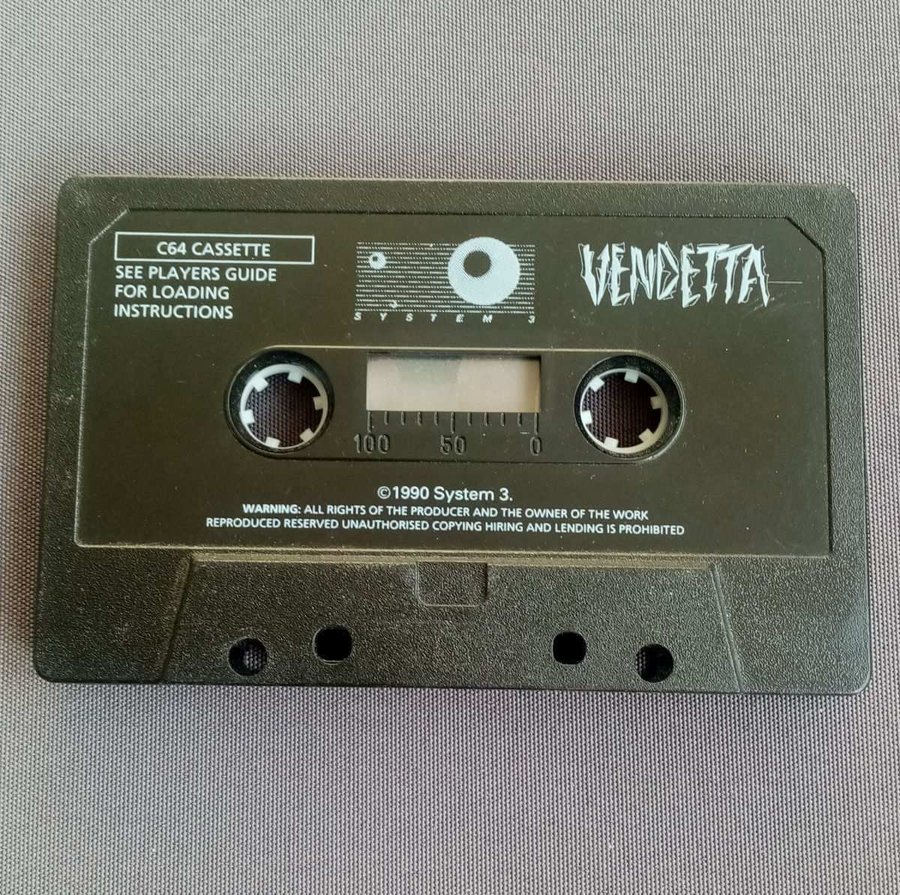 C64 CASSETTE
SEE PLAYERS GUIDE
FOR LOADING
INSTRUCTIONS
SYSTEM 3
VENDETTA
100 50 0
©1990 System 3.
WARNING: ALL RIGHTS OF THE PRODUCER AND THE OWNER OF THE WORK
REPRODUCED RESERVED UNAUTHORISED COPYING HIRING AND LENDING IS PROHIBITED